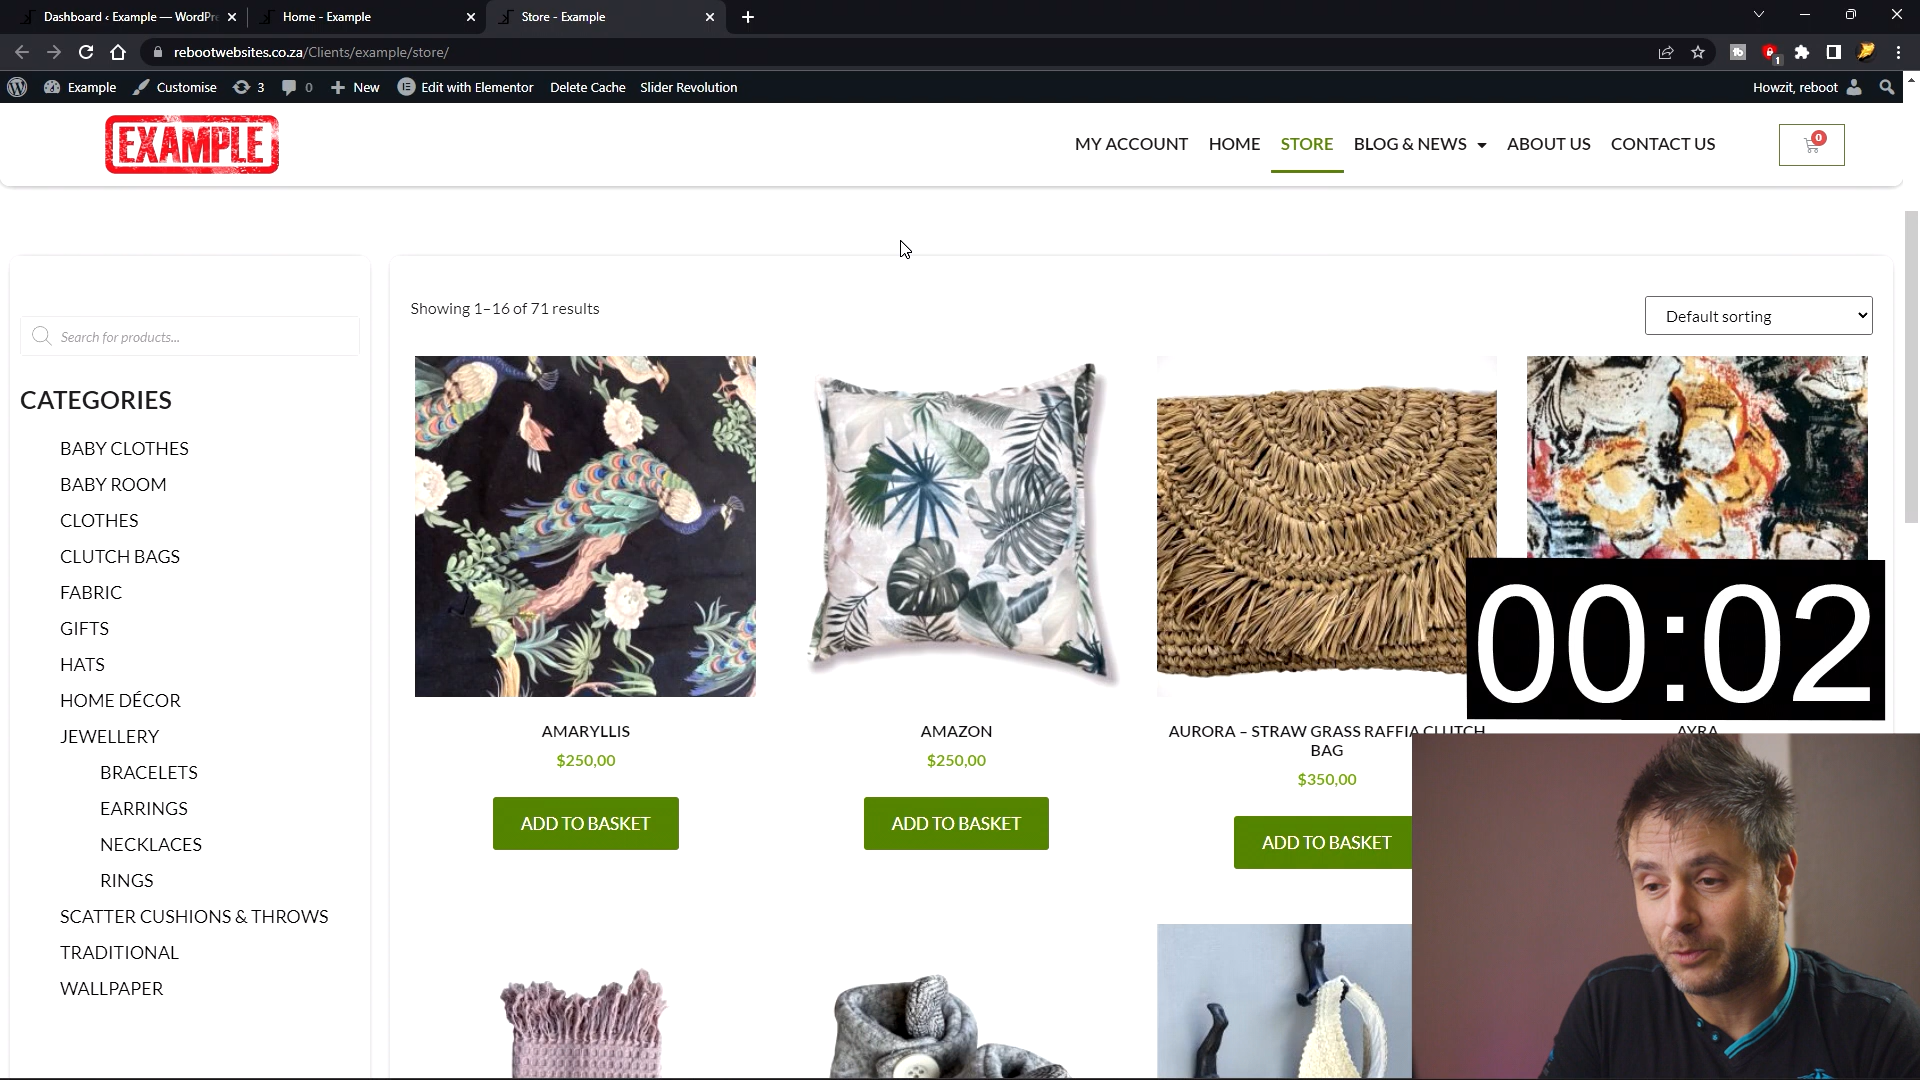 Dashboard ‹ Example — WordPr
Home - Example
Store - Example
rebootwebsites.co.za/Clients/example/store/
1
Example
Customise
3
0
New
Edit with Elementor
Delete Cache
Slider Revolution
Howzit, reboot
EXAMPLE
MY ACCOUNT
HOME
STORE
BLOG & NEWS
ABOUT US
CONTACT US
0
Search for products...
CATEGORIES
BABY CLOTHES
BABY ROOM
CLOTHES
CLUTCH BAGS
FABRIC
GIFTS
HATS
HOME DÉCOR
JEWELLERY
BRACELETS
EARRINGS
NECKLACES
RINGS
SCATTER CUSHIONS & THROWS
TRADITIONAL
WALLPAPER
Showing 1–16 of 71 results
Default sorting
AMARYLLIS
$250,00
ADD TO BASKET
AMAZON
$250,00
ADD TO BASKET
AURORA – STRAW GRASS RAFFIA CLUTCH
BAG
$350,00
ADD TO BASKET
AYRA
00:02